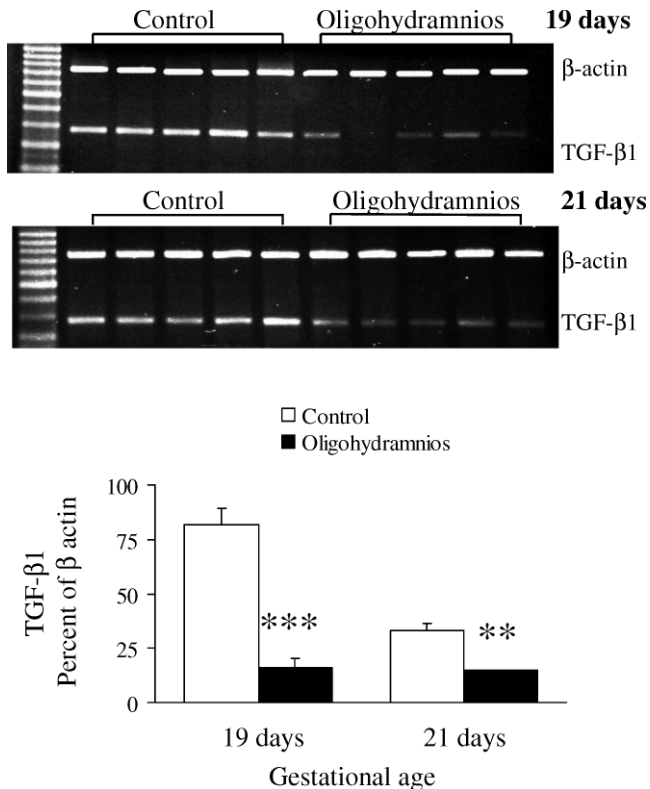 Control Oligohydramnios 19 days
β-actin
TGF-β1
Control Oligohydramnios 21 days
β-actin
TGF-β1
Control
Oligohydramnios
TGF-β1
Percent of β actin
100
75
50
25
0
***
**
19 days 21 days
Gestational age